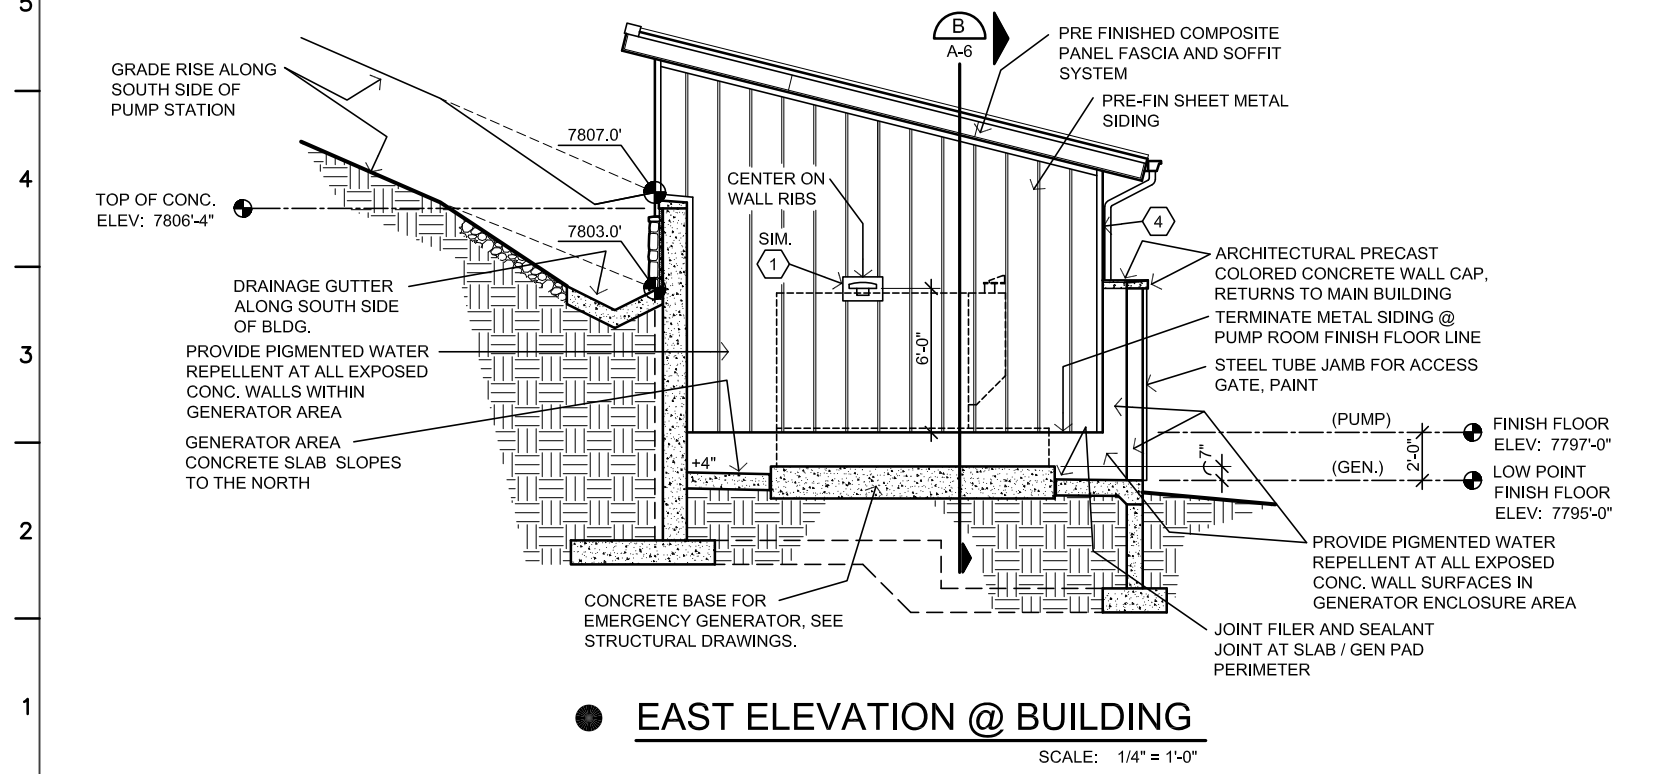 5
4
3
2
1
GRADE RISE ALONG
SOUTH SIDE OF
PUMP STATION
TOP OF CONC.
ELEV: 7806'-4"
7807.0'
7803.0'
DRAINAGE GUTTER
ALONG SOUTH SIDE
OF BLDG.
PROVIDE PIGMENTED WATER
REPELLENT AT ALL EXPOSED
CONC. WALLS WITHIN
GENERATOR AREA
GENERATOR AREA
CONCRETE SLAB SLOPES
TO THE NORTH
B
A-6
CENTER ON
WALL RIBS
SIM.
1
6'-0"
+4"
CONCRETE BASE FOR
EMERGENCY GENERATOR, SEE
STRUCTURAL DRAWINGS.
PRE FINISHED COMPOSITE
PANEL FASCIA AND SOFFIT
SYSTEM
PRE-FIN SHEET METAL
SIDING
4
ARCHITECTURAL PRECAST
COLORED CONCRETE WALL CAP,
RETURNS TO MAIN BUILDING
TERMINATE METAL SIDING @
PUMP ROOM FINISH FLOOR LINE
STEEL TUBE JAMB FOR ACCESS
GATE, PAINT
(PUMP)
FINISH FLOOR
ELEV: 7797'-0"
7"
2'-0"
(GEN.)
LOW POINT
FINISH FLOOR
ELEV: 7795'-0"
PROVIDE PIGMENTED WATER
REPELLENT AT ALL EXPOSED
CONC. WALL SURFACES IN
GENERATOR ENCLOSURE AREA
JOINT FILER AND SEALANT
JOINT AT SLAB / GEN PAD
PERIMETER
EAST ELEVATION @ BUILDING
SCALE: 1/4" = 1'-0"